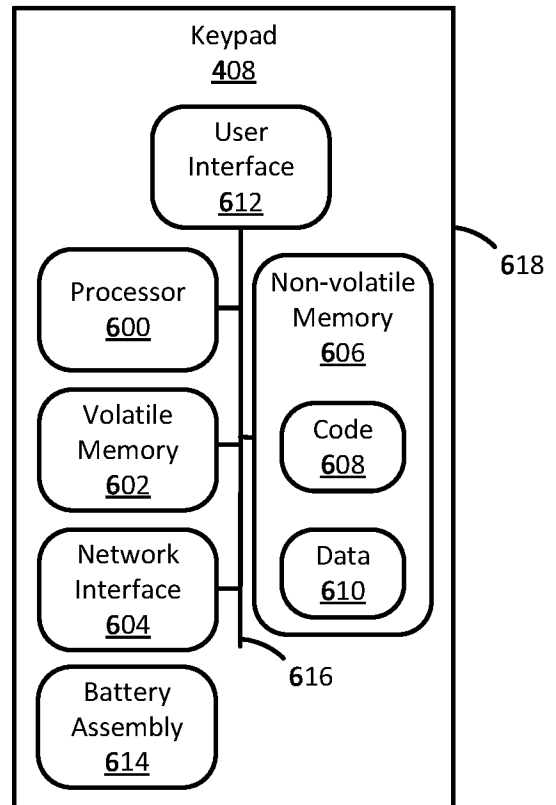 Keypad
408
User
Interface
612
618
Processor
600
Non-volatile
Memory
606
Volatile
Memory
602
Code
608
Network
Interface
604
Data
610
616
Battery
Assembly
614